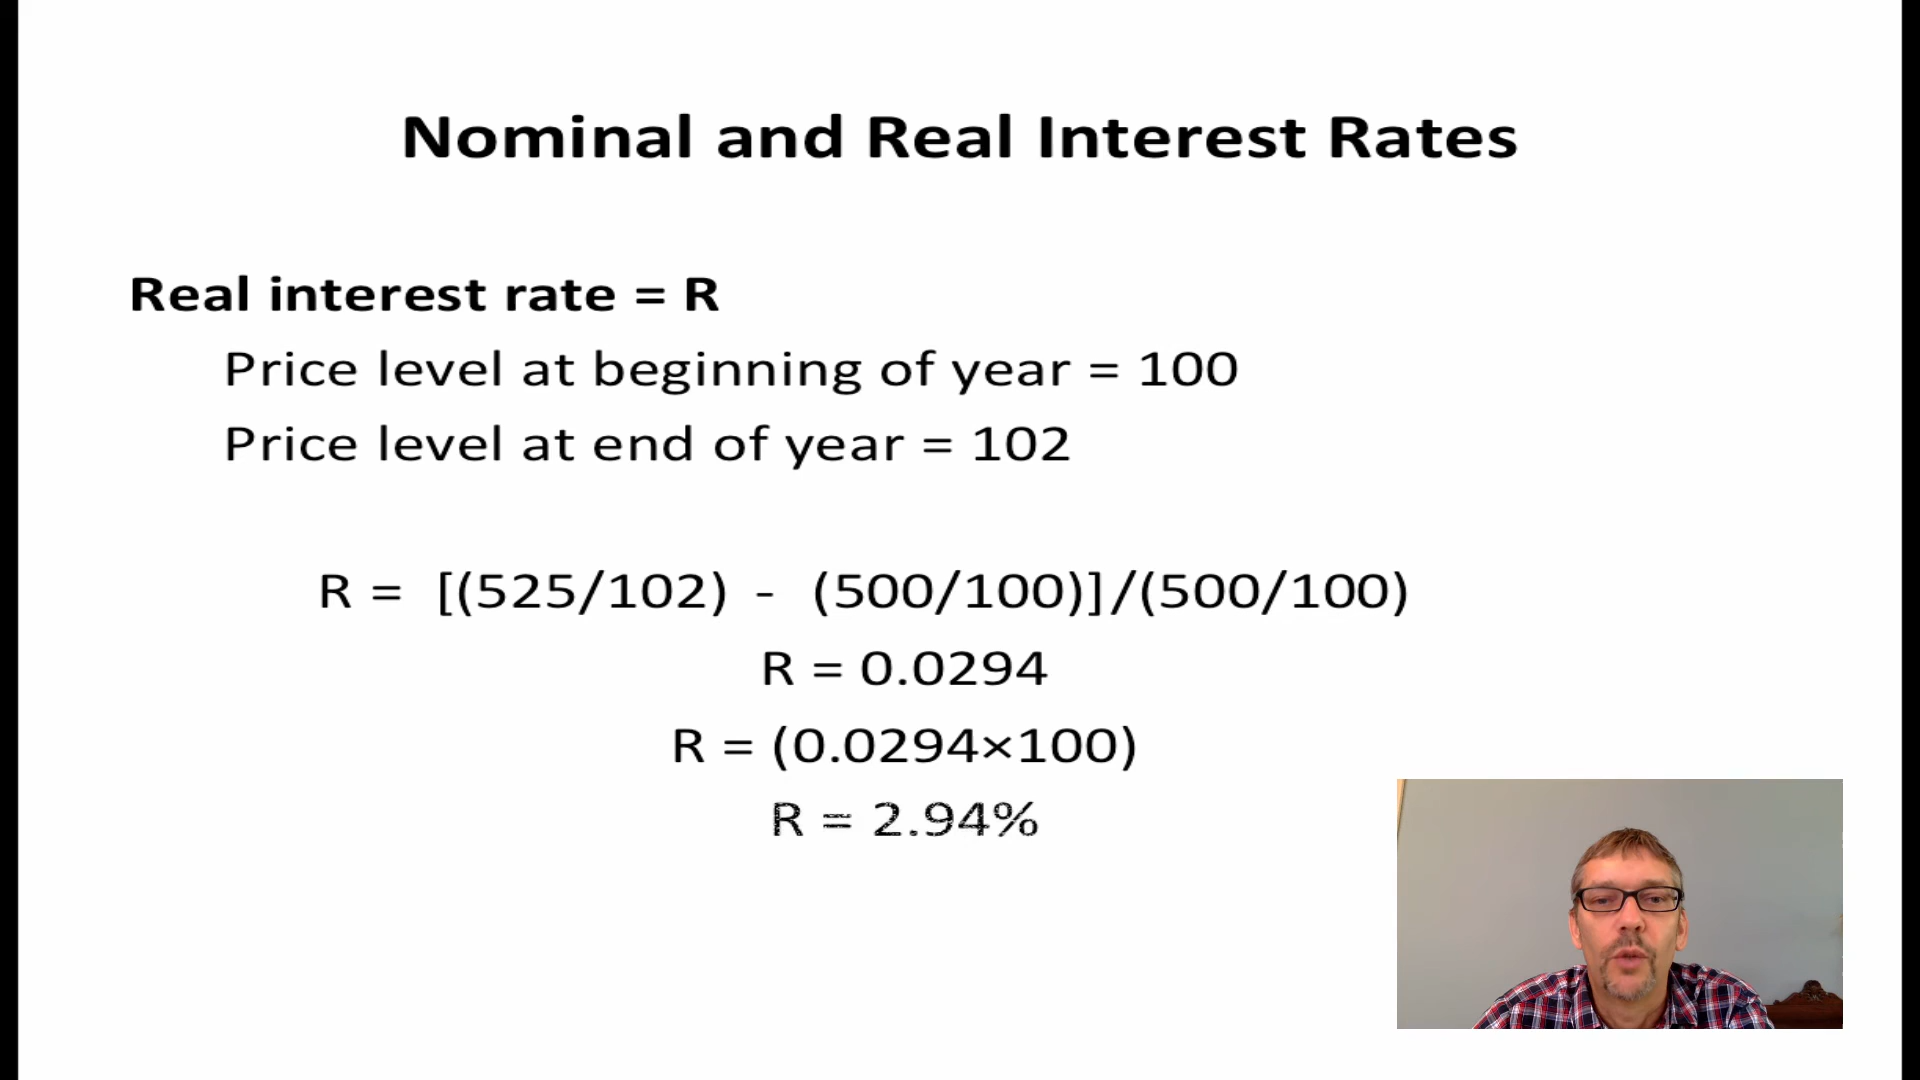 Nominal and Real Interest Rates
Real interest rate = R
Price level at beginning of year = 100
Price level at end of year = 102
R = [(525/102) - (500/100)]/(500/100)
R = 0.0294
R = (0.0294×100)
R = 2.94%